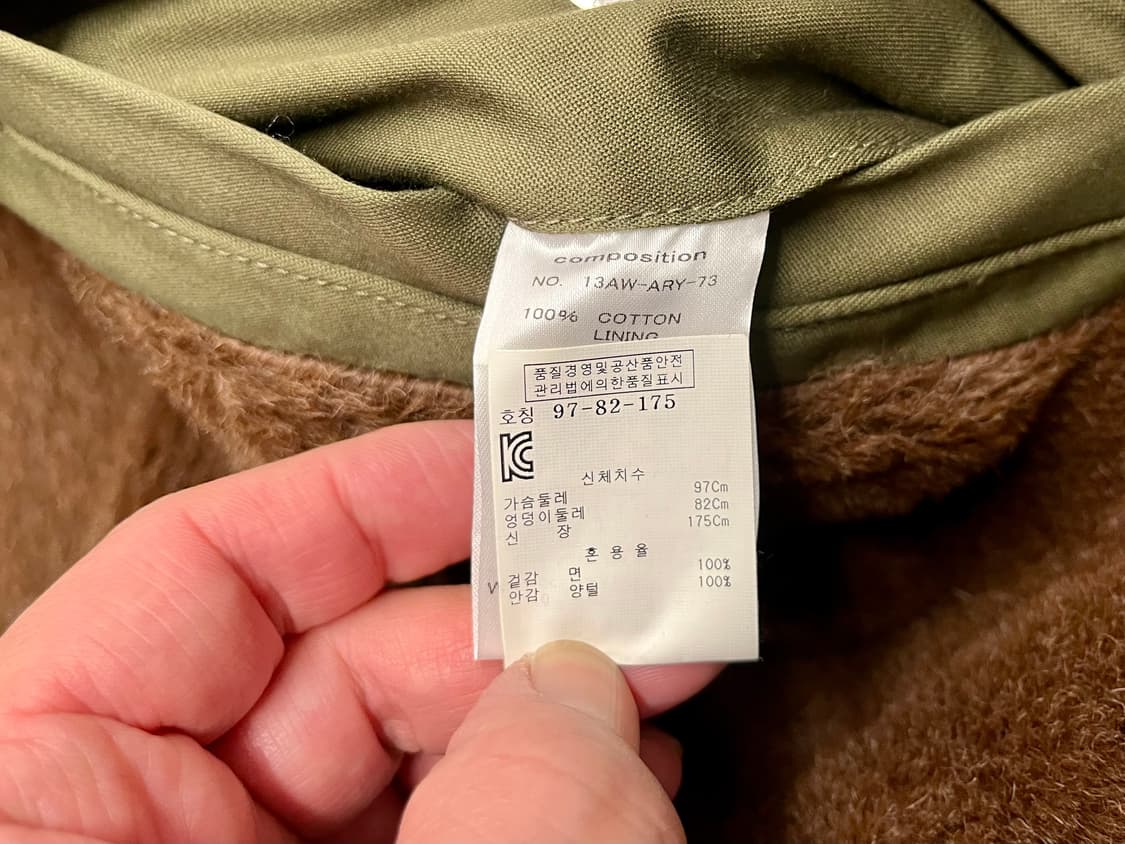 composition
NO. 13AW-ARY-73
100% COTTON
LINING
품질경영및공산품안전
관리법에의한품질표시
호칭 97-82-175
KC
신체치수
가슴둘레 97Cm
엉덩이둘레 82Cm
신 장 175Cm
혼 용 율
겉감 면 100%
안감 양털 100%